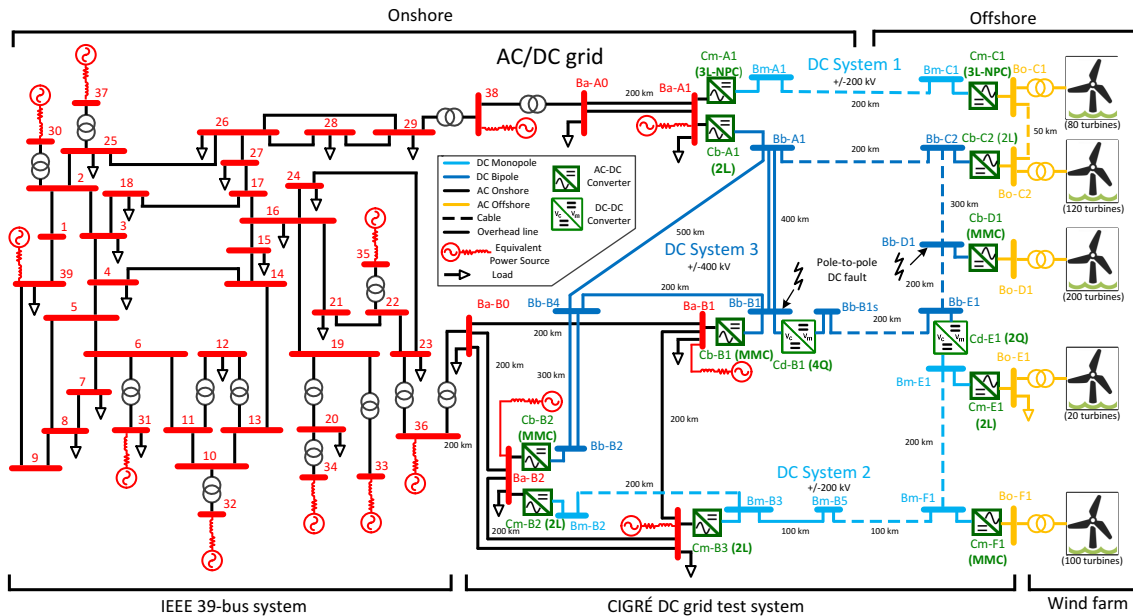 Onshore
Offshore
AC/DC grid
37
30
25
2
1
39
5
18
3
4
26
28
29
27
17
24
16
15
14
38
Ba-A0
200 km
Ba-A1
Cm-A1
(3L-NPC)
Bm-A1
DC System 1
+/-200 kV
200 km
Bm-C1
Cm-C1
(3L-NPC)
Bo-C1
(80 turbines)
50 km
Cb-A1
(2L)
Bb-A1
200 km
Bb-C2
Cb-C2 (2L)
Bo-C2
(120 turbines)
300 km
DC Monopole
DC Bipole
AC Onshore
AC Offshore
Cable
Overhead line
Equivalent
Power Source
Load
AC-DC
Converter
DC-DC
Converter
Vc
Vm
500 km
400 km
DC System 3
+/-400 kV
Pole-to-pole
DC fault
Bb-D1
Cb-D1
(MMC)
Bo-D1
(200 turbines)
200 km
35
21
22
19
23
36
20
34
33
6
12
7
8
9
31
11
13
10
32
Ba-B0
200 km
Bb-B4
200 km
200 km
300 km
Bb-B1
Ba-B1
Cb-B1 (MMC)
Vc
Vm
Cd-B1 (4Q)
Bb-B1s
200 km
Bb-E1
Vc
Vm
Cd-E1 (2Q)
Bm-E1
Cm-E1
(2L)
Bo-E1
(20 turbines)
200 km
200 km
Cb-B2
(MMC)
Bb-B2
Ba-B2
Cm-B2 (2L)
Bm-B2
200 km
200 km
DC System 2
+/-200 kV
Bm-B3
Bm-B5
100 km
100 km
Cm-B3 (2L)
Bm-F1
Cm-F1
(MMC)
Bo-F1
(100 turbines)
IEEE 39-bus system
CIGRÉ DC grid test system
Wind farm